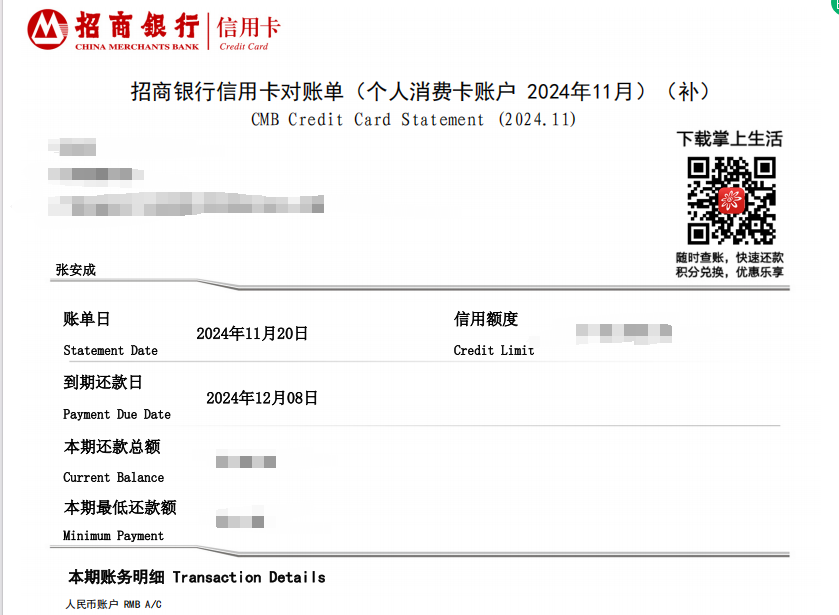 招商银行 信用卡
CHINA MERCHANTS BANK Credit Card
招商银行信用卡对账单（个人消费卡账户 2024年11月）（补）
CMB Credit Card Statement (2024.11)
下载掌上生活
随时查账，快速还款
积分兑换，优惠乐享
张安成
账单日 2024年11月20日 信用额度
Statement Date Credit Limit
到期还款日 2024年12月08日
Payment Due Date
本期还款总额
Current Balance
本期最低还款额
Minimum Payment
本期账务明细 Transaction Details
人民币账户 RMB A/C